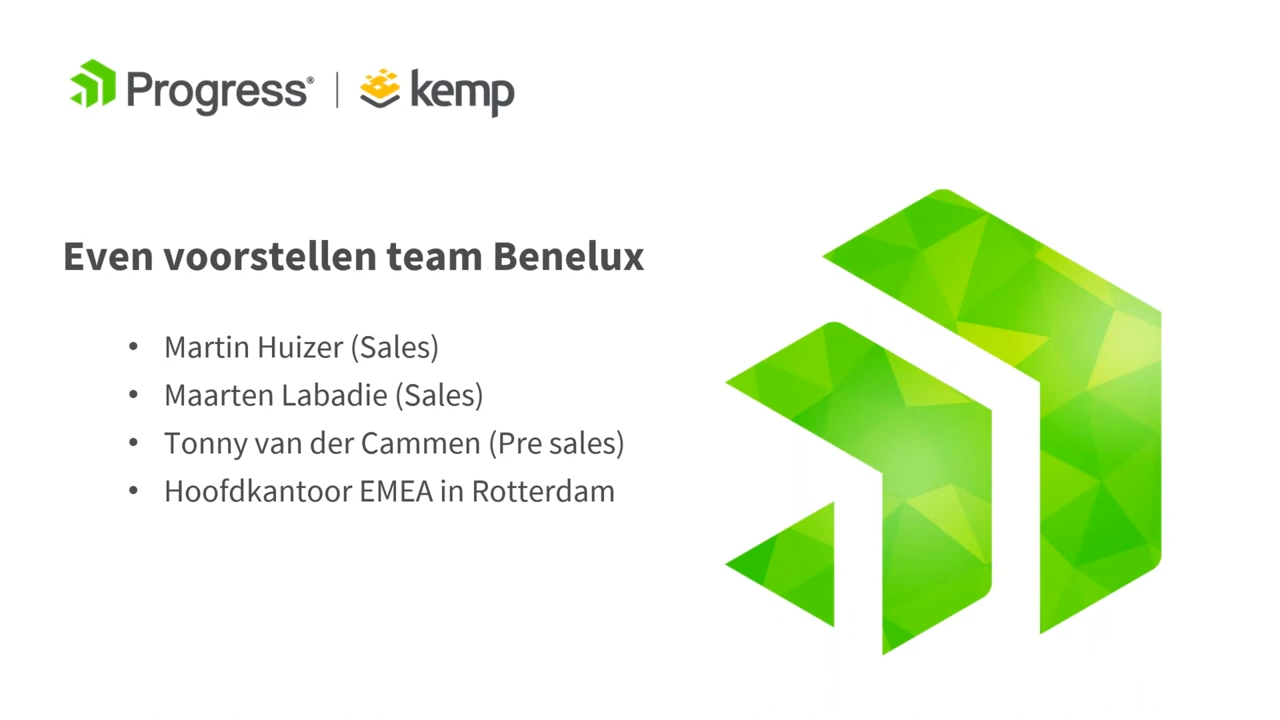 Progress® | kemp
Even voorstellen team Benelux
• Martin Huizer (Sales)
• Maarten Labadie (Sales)
• Tonny van der Cammen (Pre sales)
• Hoofdkantoor EMEA in Rotterdam